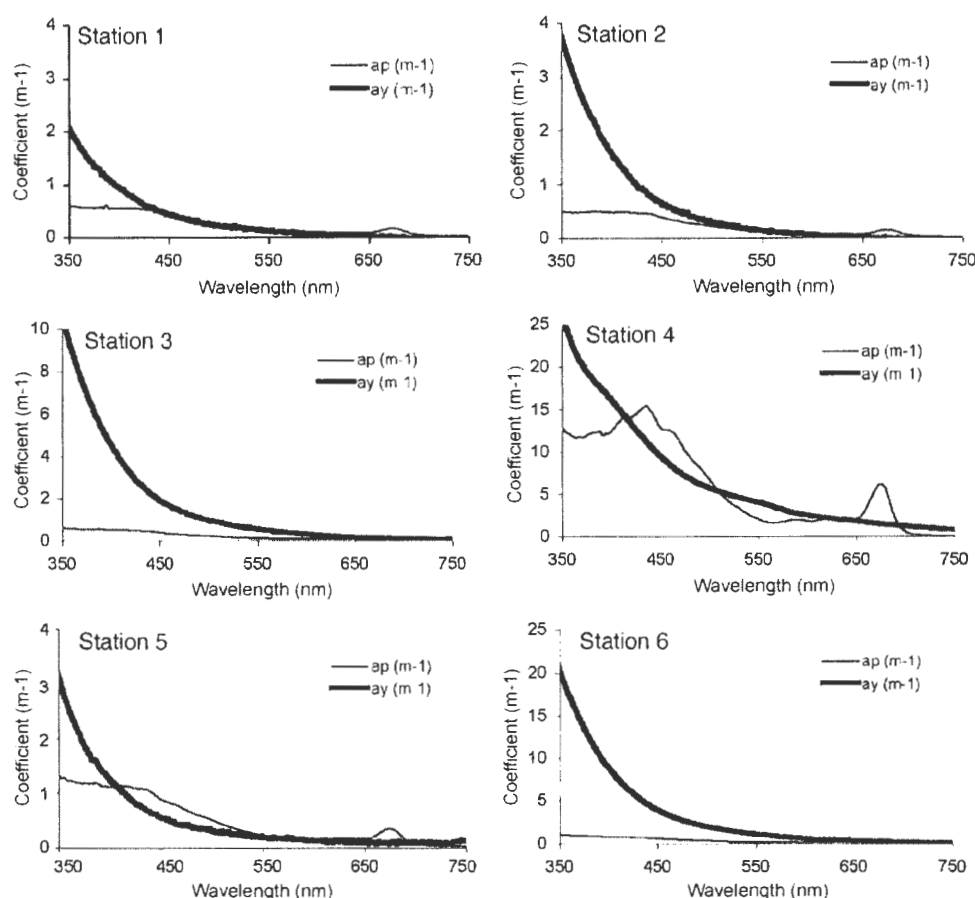 Station 1
ap (m-1)
ay (m-1)
Coefficient (m-1)
4
3
2
1
0
350 450 550 650 750
Wavelength (nm)
Station 2
ap (m-1)
ay (m-1)
Coefficient (m-1)
4
3
2
1
0
350 450 550 650 750
Wavelength (nm)
Station 3
ap (m-1)
ay (m-1)
Coefficient (m-1)
10
8
6
4
2
0
350 450 550 650 750
Wavelength (nm)
Station 4
ap (m-1)
ay (m-1)
Coefficient (m-1)
25
20
15
10
5
0
350 450 550 650 750
Wavelength (nm)
Station 5
ap (m-1)
ay (m-1)
Coefficient (m-1)
4
3
2
1
0
350 450 550 650 750
Wavelength (nm)
Station 6
ap (m-1)
ay (m-1)
Coefficient (m-1)
25
20
15
10
5
0
350 450 550 650 750
Wavelength (nm)